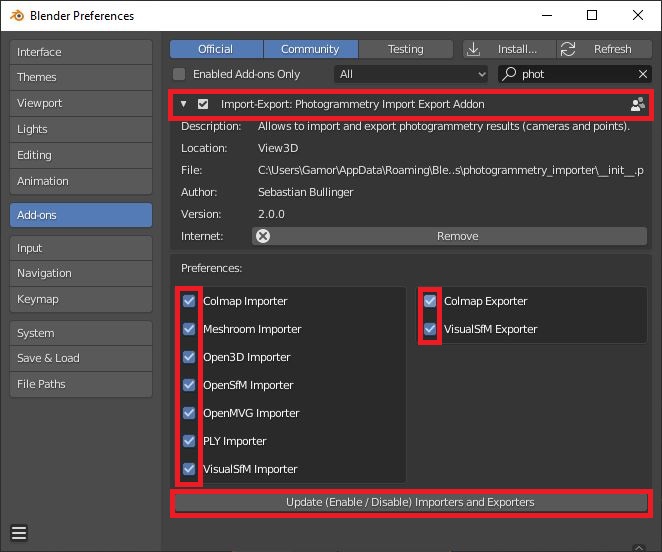 Blender Preferences
Interface
Themes
Viewport
Lights
Editing
Animation
Add-ons
Input
Navigation
Keymap
System
Save & Load
File Paths
Official Community Testing Install... Refresh
Enabled Add-ons Only All phot
Import-Export: Photogrammetry Import Export Addon
Description: Allows to import and export photogrammetry results (cameras and points).
Location: View3D
File: C:\Users\Gamor\AppData\Roaming\Ble..s\photogrammetry_importer\__init__.p
Author: Sebastian Bullinger
Version: 2.0.0
Internet: Remove
Preferences:
Colmap Importer
Meshroom Importer
Open3D Importer
OpenSfM Importer
OpenMVG Importer
PLY Importer
VisualSfM Importer
Colmap Exporter
VisualSfM Exporter
Update (Enable / Disable) Importers and Exporters